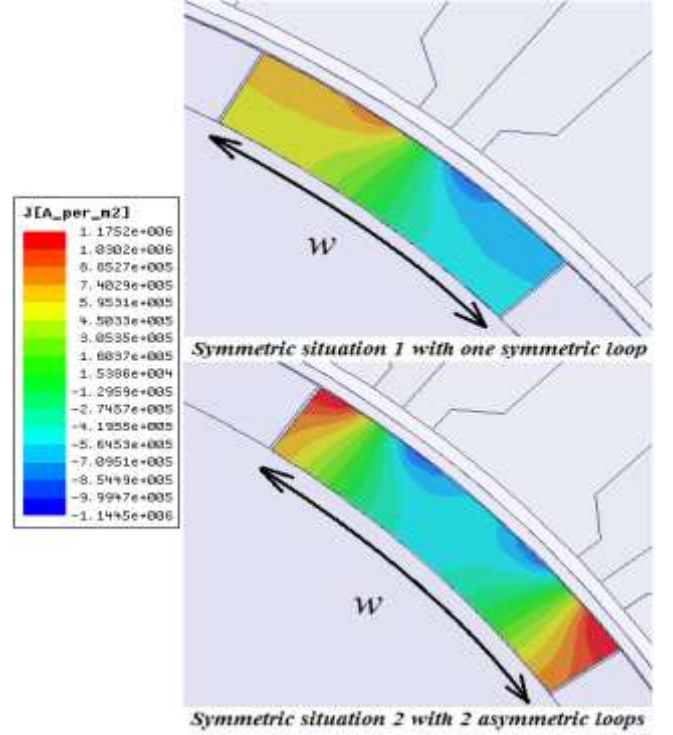 w
Symmetric situation 1 with one symmetric loop
J[A_per_m2]
1.1752e+006
1.0302e+006
8.8527e+005
7.4029e+005
5.9531e+005
4.5033e+005
3.0535e+005
1.6037e+005
1.5386e+004
-1.2959e+005
-2.7457e+005
-4.1955e+005
-5.6453e+005
-7.0951e+005
-8.5449e+005
-9.9947e+005
-1.1445e+006
w
Symmetric situation 2 with 2 asymmetric loops